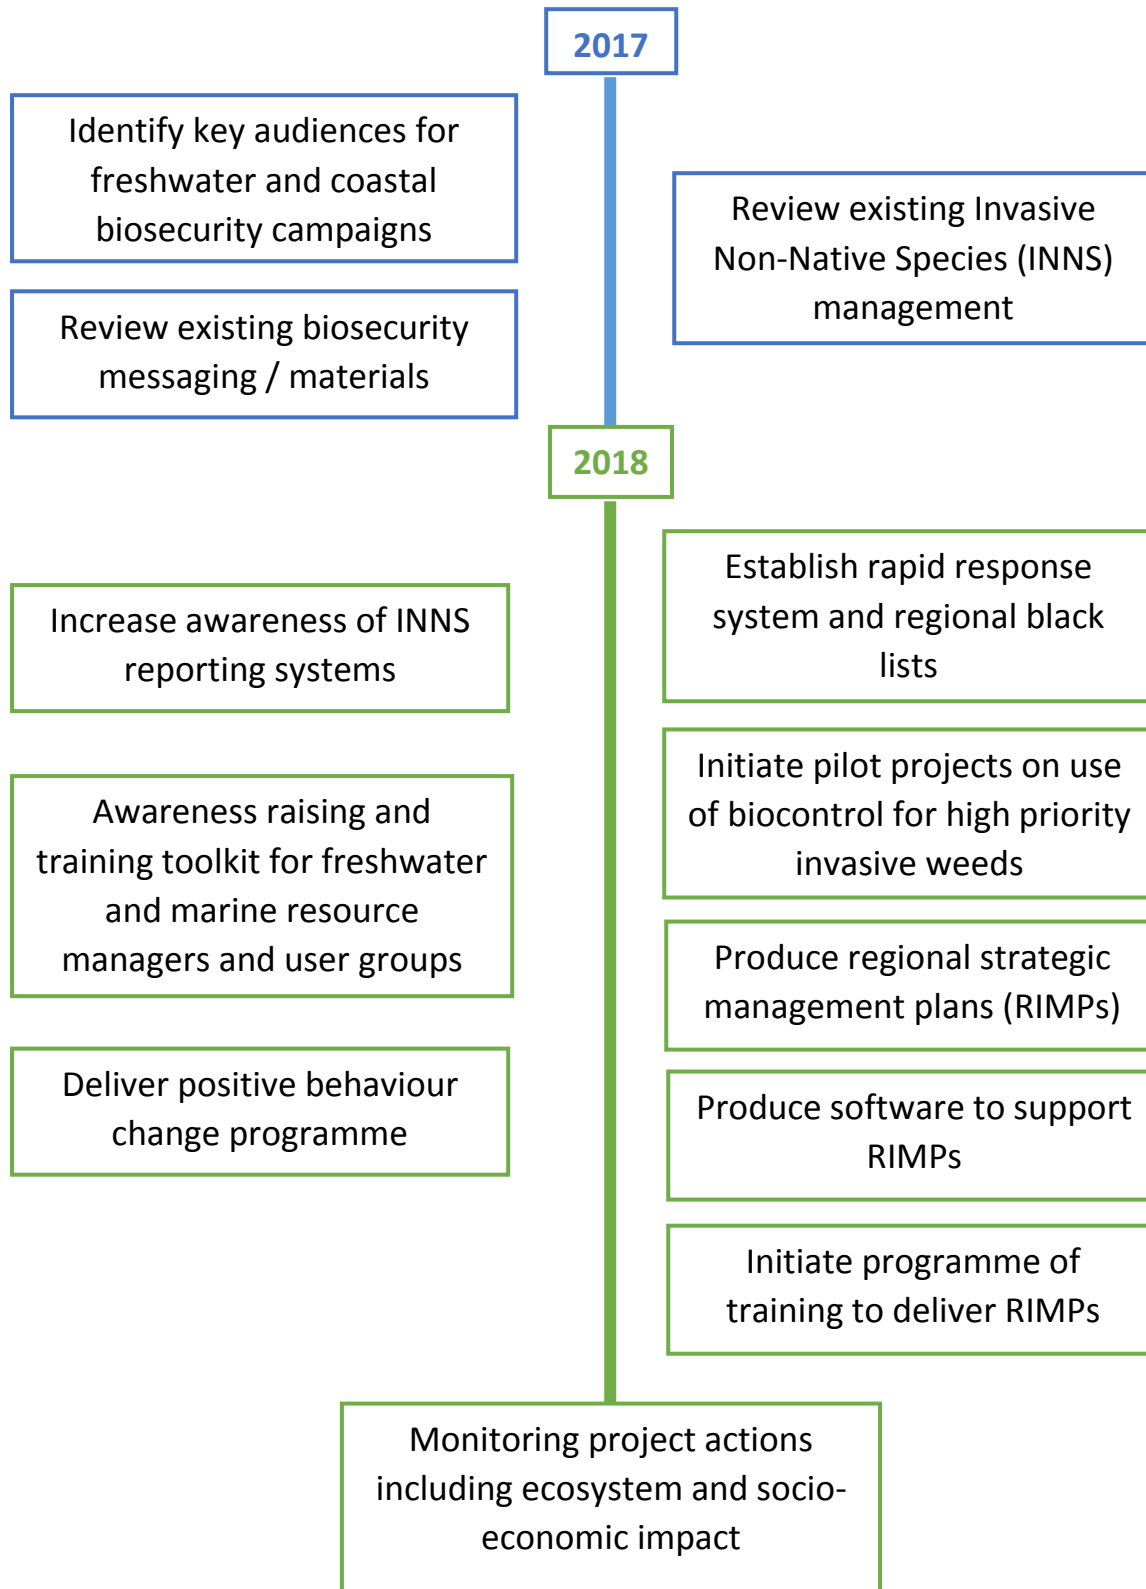 2017
Identify key audiences for
freshwater and coastal
biosecurity campaigns
Review existing Invasive
Non-Native Species (INNS)
management
Review existing biosecurity
messaging / materials
2018
Establish rapid response
system and regional black
lists
Increase awareness of INNS
reporting systems
Initiate pilot projects on use
of biocontrol for high priority
invasive weeds
Awareness raising and
training toolkit for freshwater
and marine resource
managers and user groups
Produce regional strategic
management plans (RIMPs)
Deliver positive behaviour
change programme
Produce software to support
RIMPs
Initiate programme of
training to deliver RIMPs
Monitoring project actions
including ecosystem and socio-
economic impact